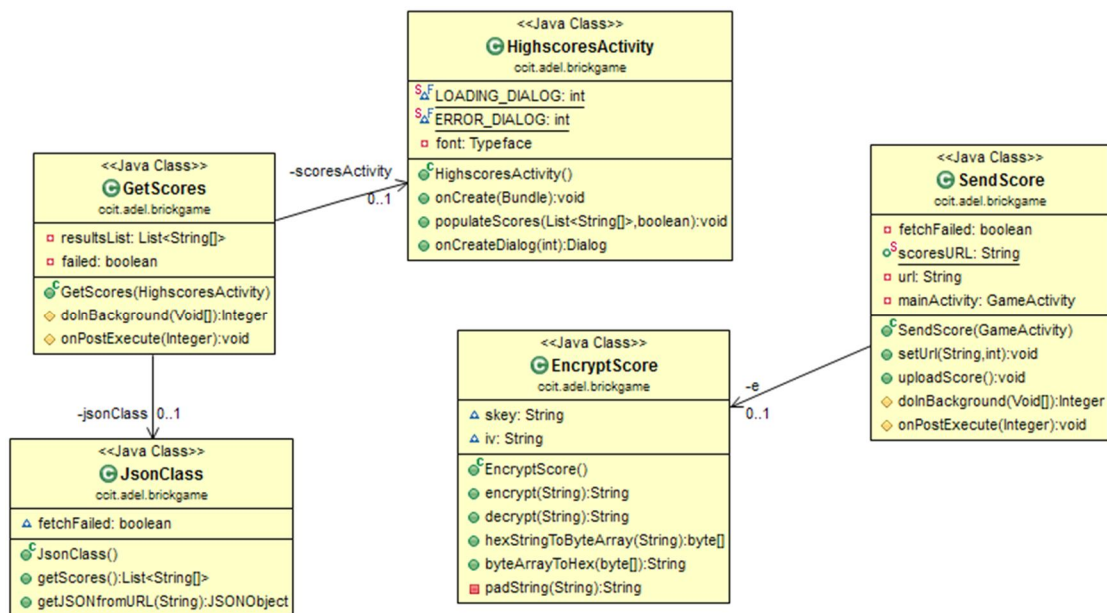 <<Java Class>>
HighscoresActivity
ccit.adel.brickgame
LOADING_DIALOG: int
ERROR_DIALOG: int
font: Typeface
HighscoresActivity()
onCreate(Bundle):void
populateScores(List<String[]>,boolean):void
onCreateDialog(int):Dialog
-scoresActivity
0..1
<<Java Class>>
GetScores
ccit.adel.brickgame
resultsList: List<String[]>
failed: boolean
GetScores(HighscoresActivity)
doInBackground(Void[]):Integer
onPostExecute(Integer):void
-jsonClass
0..1
<<Java Class>>
JsonClass
ccit.adel.brickgame
fetchFailed: boolean
JsonClass()
getScores():List<String[]>
getJSONfromURL(String):JSONObject
<<Java Class>>
EncryptScore
ccit.adel.brickgame
skey: String
iv: String
EncryptScore()
encrypt(String):String
decrypt(String):String
hexStringToByteArray(String):byte[]
byteArrayToHex(byte[]):String
padString(String):String
-e
0..1
<<Java Class>>
SendScore
ccit.adel.brickgame
fetchFailed: boolean
scoresURL: String
url: String
mainActivity: GameActivity
SendScore(GameActivity)
setUrl(String,int):void
uploadScore():void
doInBackground(Void[]):Integer
onPostExecute(Integer):void